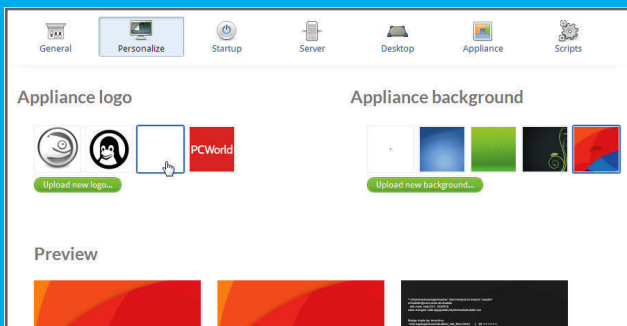 General Personalize Startup Server Desktop Appliance Scripts
Appliance logo
Appliance background
PCWorld
Upload new logo...
Upload new background...
Preview